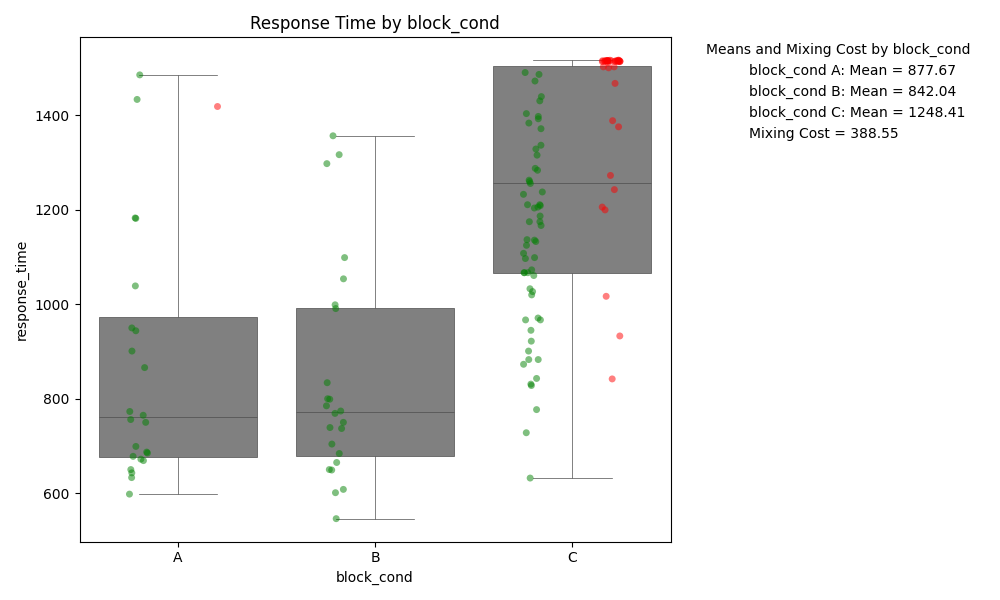 Response Time by block_cond
Means and Mixing Cost by block_cond
block_cond A: Mean = 877.67
block_cond B: Mean = 842.04
block_cond C: Mean = 1248.41
Mixing Cost = 388.55
response_time
1400
1200
1000
800
600
A
B
C
block_cond